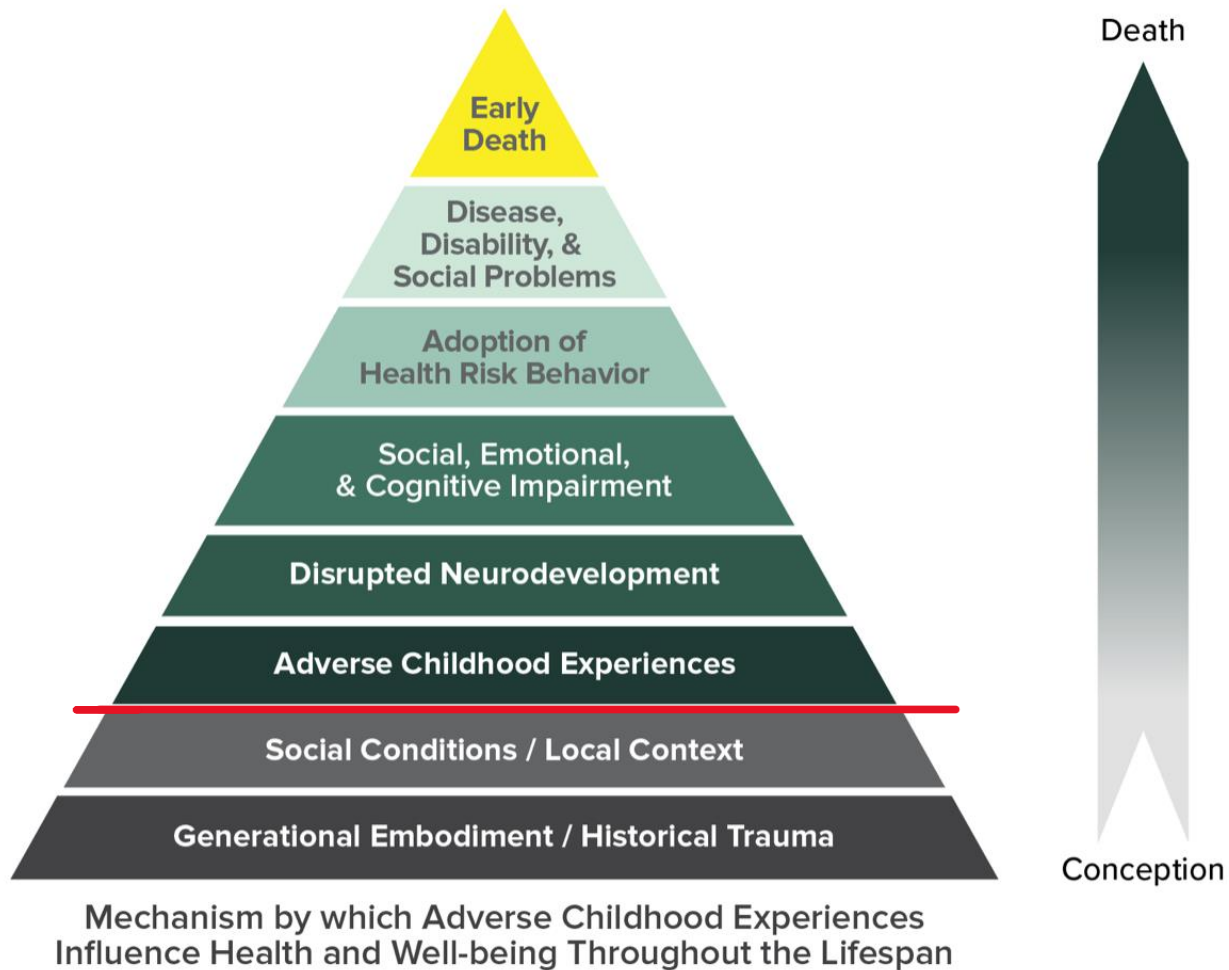 Death
Early
Death
Disease,
Disability, &
Social Problems
Adoption of
Health Risk Behavior
Social, Emotional,
& Cognitive Impairment
Disrupted Neurodevelopment
Adverse Childhood Experiences
Social Conditions / Local Context
Generational Embodiment / Historical Trauma
Conception
Mechanism by which Adverse Childhood Experiences
Influence Health and Well-being Throughout the Lifespan